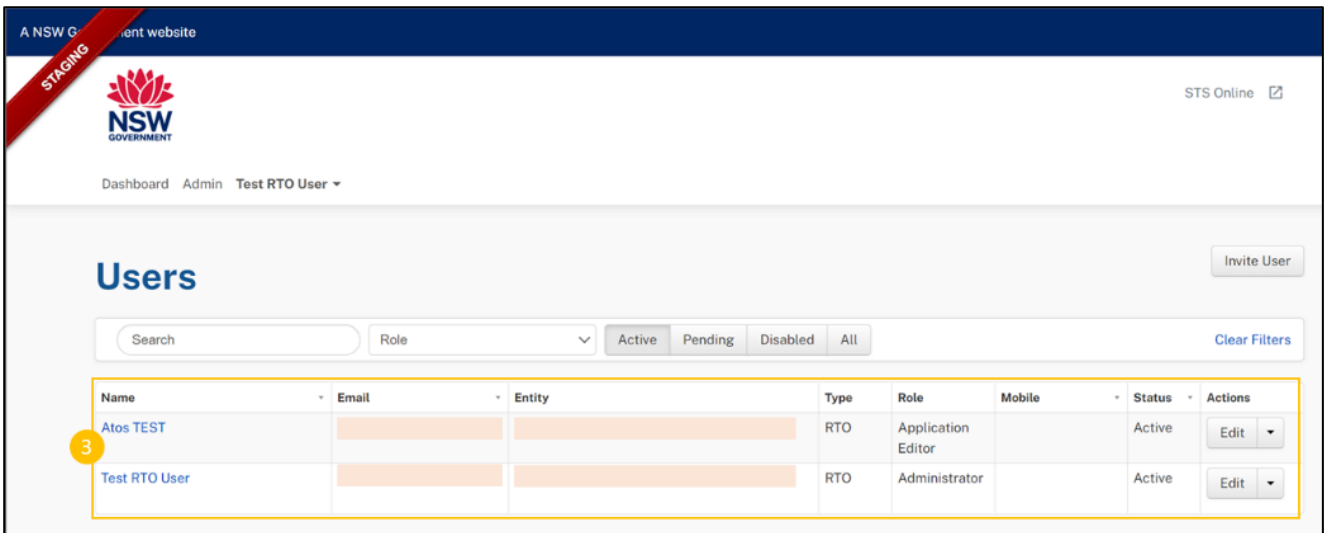 A NSW G ent website
STAGING
NSW
GOVERNMENT
STS Online
Dashboard Admin Test RTO User
Users
Invite User
Search Role Active Pending Disabled All Clear Filters
Name Email Entity Type Role Mobile Status Actions
3
Atos TEST RTO Application Active Edit
Editor
Test RTO User RTO Administrator Active Edit